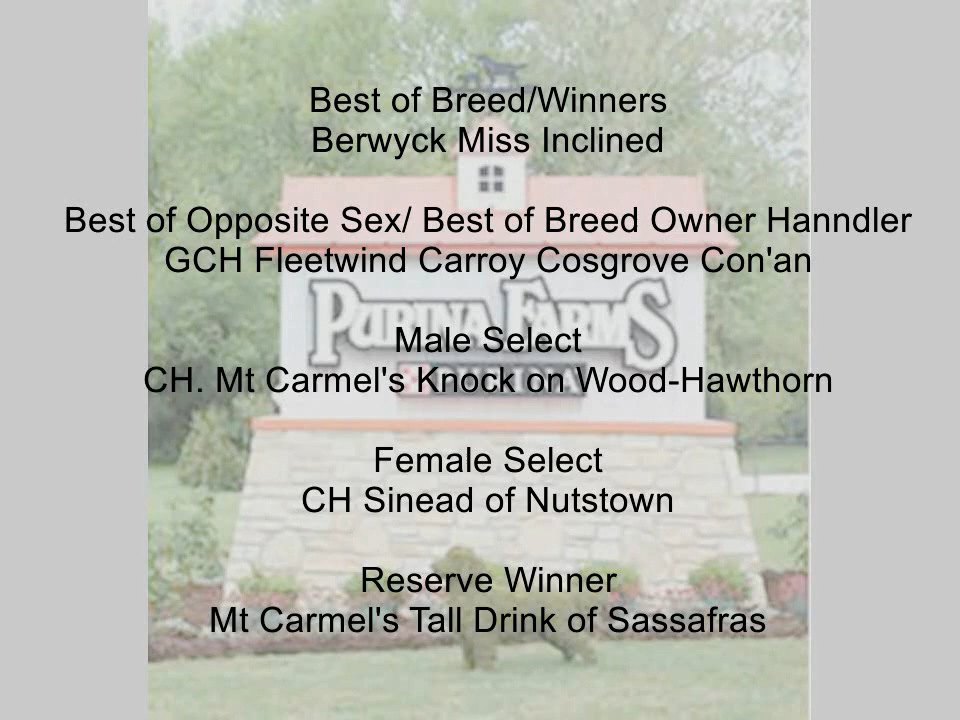 Best of Breed/Winners
Berwyck Miss Inclined
Best of Opposite Sex/ Best of Breed Owner Hanndler
GCH Fleetwind Carroy Cosgrove Con'an
PURINA FARMS
Male Select
CH. Mt Carmel's Knock on Wood-Hawthorn
Female Select
CH Sinead of Nutstown
Reserve Winner
Mt Carmel's Tall Drink of Sassafras